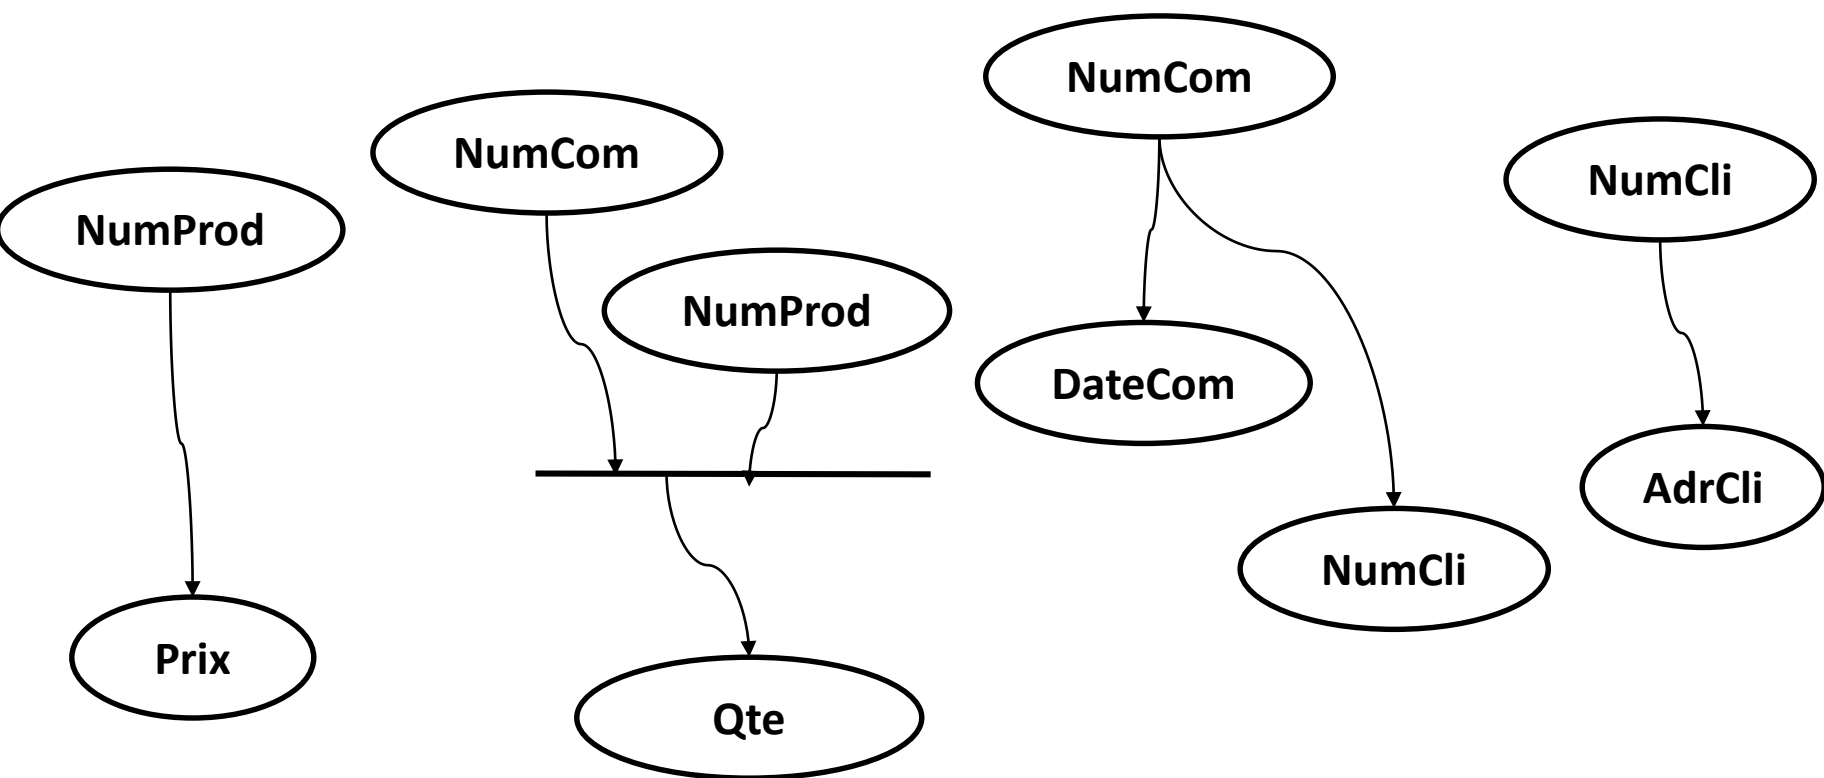 NumProd
Prix
NumCom
NumProd
Qte
NumCom
DateCom
NumCli
NumCli
AdrCli